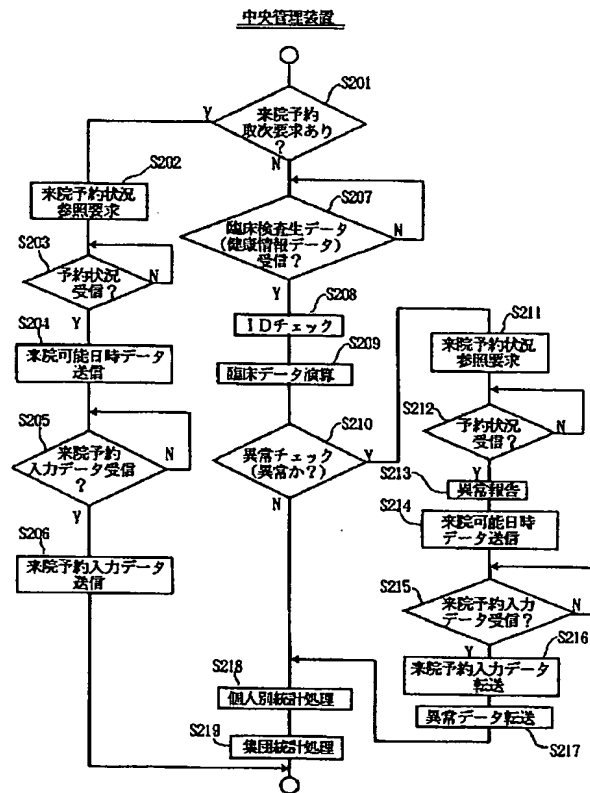 中央管理装置
S201
来院予約
取次要求あり
?
Y
N
S202
来院予約状況
参照要求
S203
予約状況
受信?
N
Y
S204
来院可能日時データ
送信
S205
来院予約
入力データ受信
?
N
Y
S206
来院予約入力データ
送信
S207
臨床検査生データ
(健康情報データ)
受信?
N
Y
S208
IDチェック
S209
臨床データ演算
S210
異常チェック
(異常か?)
Y
N
S211
来院予約状況
参照要求
S212
予約状況
受信?
N
Y
S213
異常報告
S214
来院可能日時
データ送信
S215
来院予約入力
データ受信?
N
Y
S216
来院予約入力データ
転送
異常データ転送
S217
S218
個人別統計処理
S219
集団統計処理